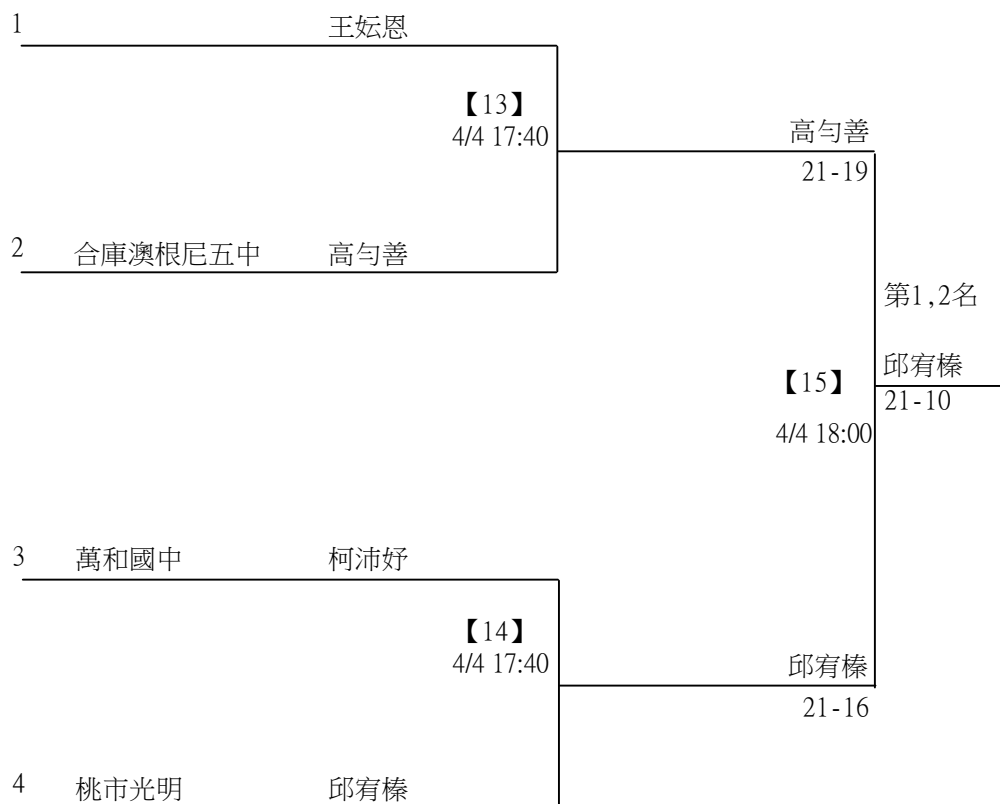 1 王妘恩
【13】
4/4 17:40
高匀善
21-19
2 合庫澳根尼五中 高匀善
第1,2名
【15】
邱宥榛
21-10
4/4 18:00
3 萬和國中 柯沛妤
【14】
4/4 17:40
邱宥榛
21-16
4 桃市光明 邱宥榛